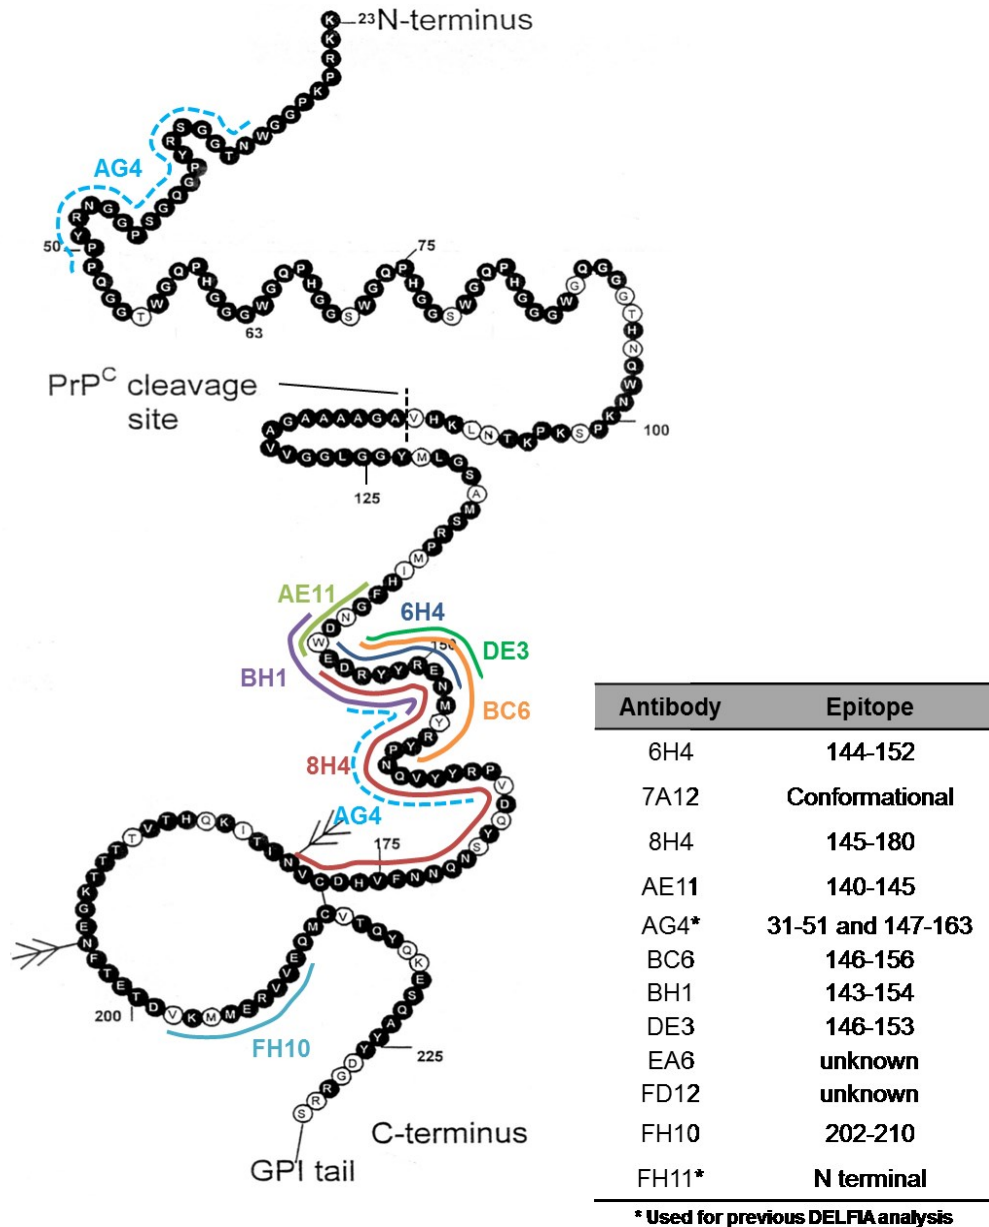 23N-terminus
K K R P K P G G W N T G G S R Y P G Q G S P G G N R Y P
AG4
50
P Q G G T W G Q P H G G G W G Q P H G G S W G Q P H G G S W G Q P H G G G W G Q G G G T H N Q W N K
75
63
PrPC cleavage
site
100
P S K P K T N L K H V A G A A A A G A
V V G G L G G Y M L G S A M S R P M I H F G N D W
125
AE11
6H4
150
DE3
E D R Y Y R E N M Y R Y P N Q V Y Y R P V D Q Y S N Q N N F V H D C V N I T I K Q H T V T T T T K G E N F T E T D V K M M E R V V E Q M C V T Q Y Q K E S Q A Y Y D G R R S
BH1
BC6
8H4
AG4
175
200
FH10
225
C-terminus
GPI tail
Antibody Epitope
6H4 144-152
7A12 Conformational
8H4 145-180
AE11 140-145
AG4* 31-51 and 147-163
BC6 146-156
BH1 143-154
DE3 146-153
EA6 unknown
FD12 unknown
FH10 202-210
FH11* N terminal
* Used for previous DELFIA analysis